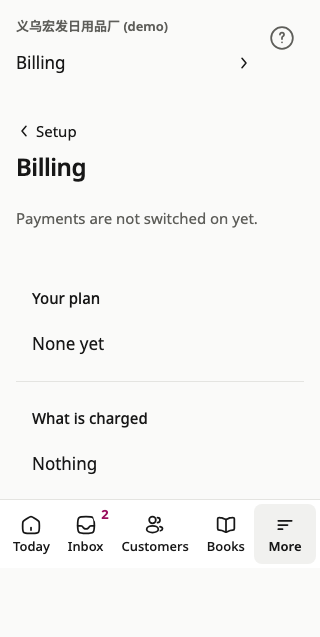 义乌宏发日用品厂 (demo)
Billing
Setup
Billing
Payments are not switched on yet.
Your plan
None yet
What is charged
Nothing
2
Today Inbox Customers Books More